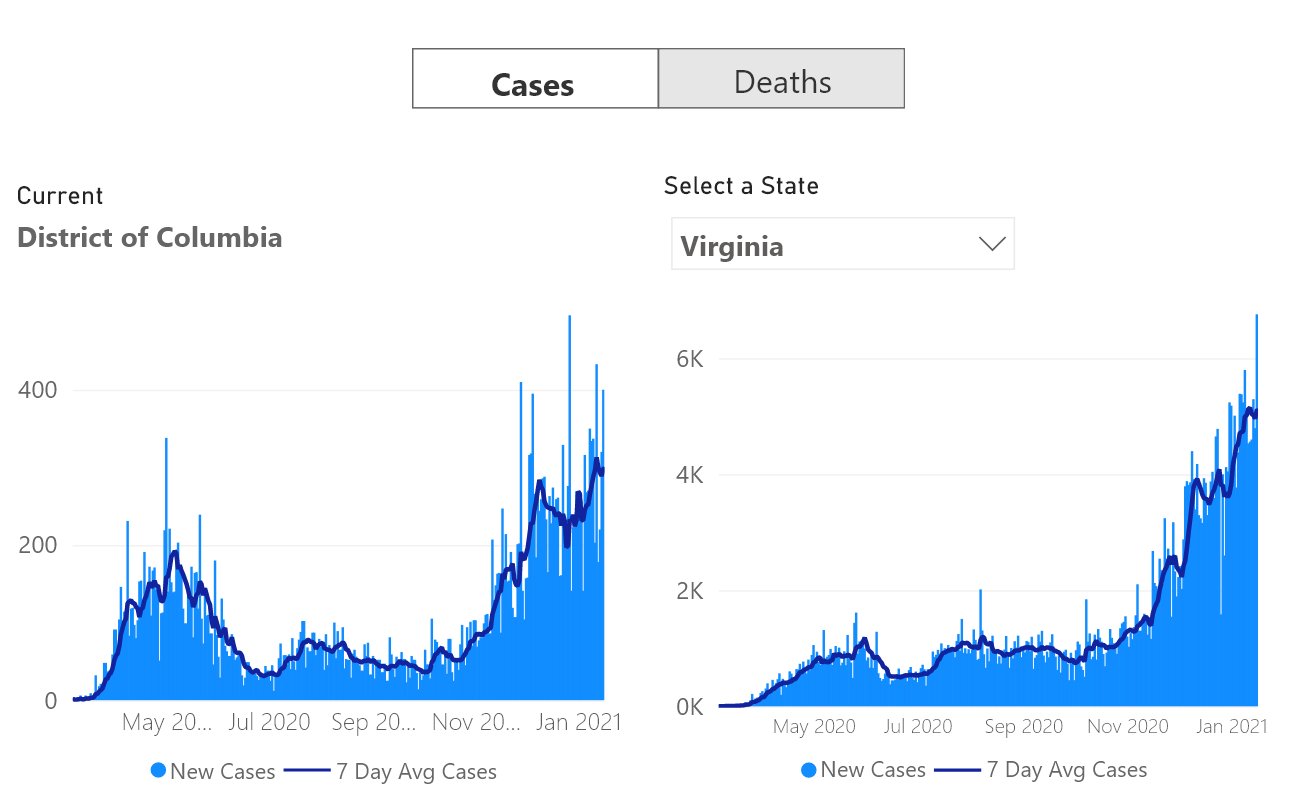 Cases
Deaths
Current
District of Columbia
Select a State
Virginia
400
200
0
May 20...
Jul 2020
Sep 20...
Nov 20...
Jan 2021
New Cases
7 Day Avg Cases
6K
4K
2K
0K
May 2020
Jul 2020
Sep 2020
Nov 2020
Jan 2021
New Cases
7 Day Avg Cases